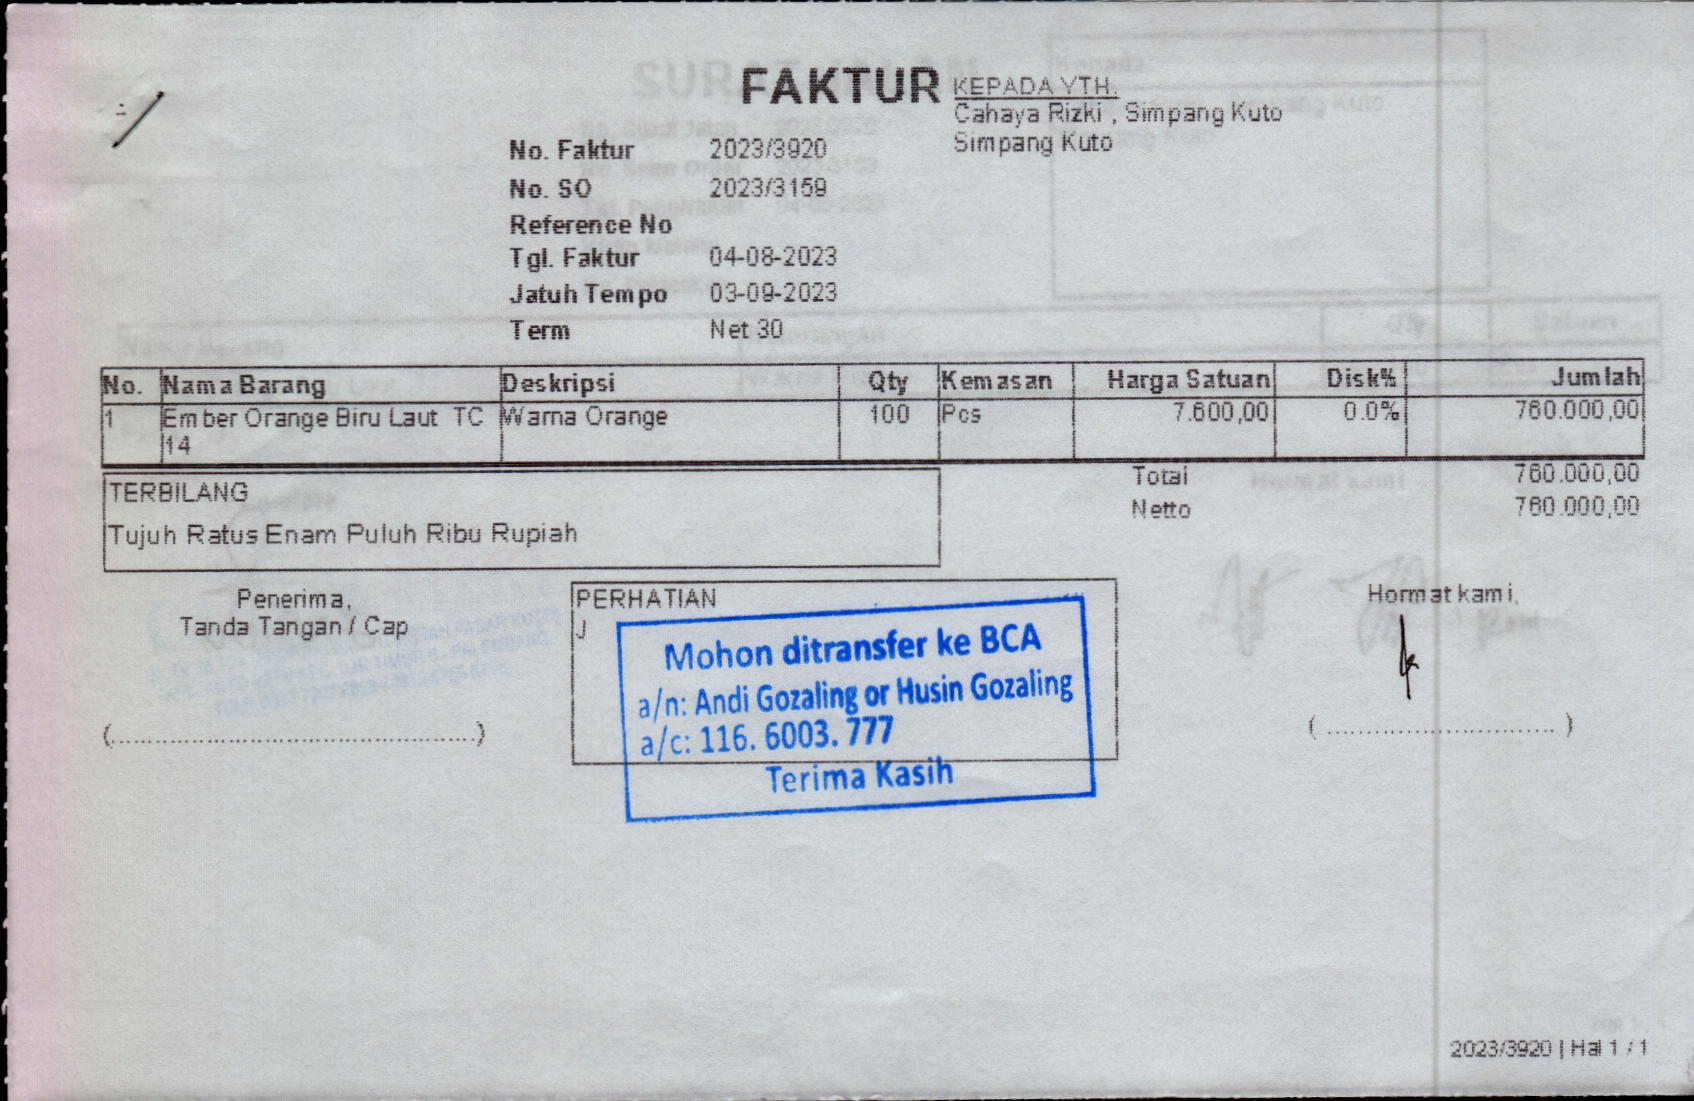 FAKTUR
KEPADA YTH.
Cahaya Rizki , Simpang Kuto
Simpang Kuto
No. Faktur 2023/3920
No. SO 2023/3159
Reference No
Tgl. Faktur 04-08-2023
Jatuh Tempo 03-09-2023
Term Net 30
No. Nama Barang Deskripsi Qty Kemasan Harga Satuan Disk% Jumlah
1 Ember Orange Biru Laut TC Warna Orange 100 Pcs 7.600,00 0.0% 760.000,00
14
Total 760.000,00
Netto 760.000,00
TERBILANG
Tujuh Ratus Enam Puluh Ribu Rupiah
Penerima,
Tanda Tangan / Cap
(..........................................................)
PERHATIAN
J
Mohon ditransfer ke BCA
a/n: Andi Gozaling or Husin Gozaling
a/c: 116. 6003. 777
Terima Kasih
Hormat kami,
( .................................... )
2023/3920 | Hal 1 / 1